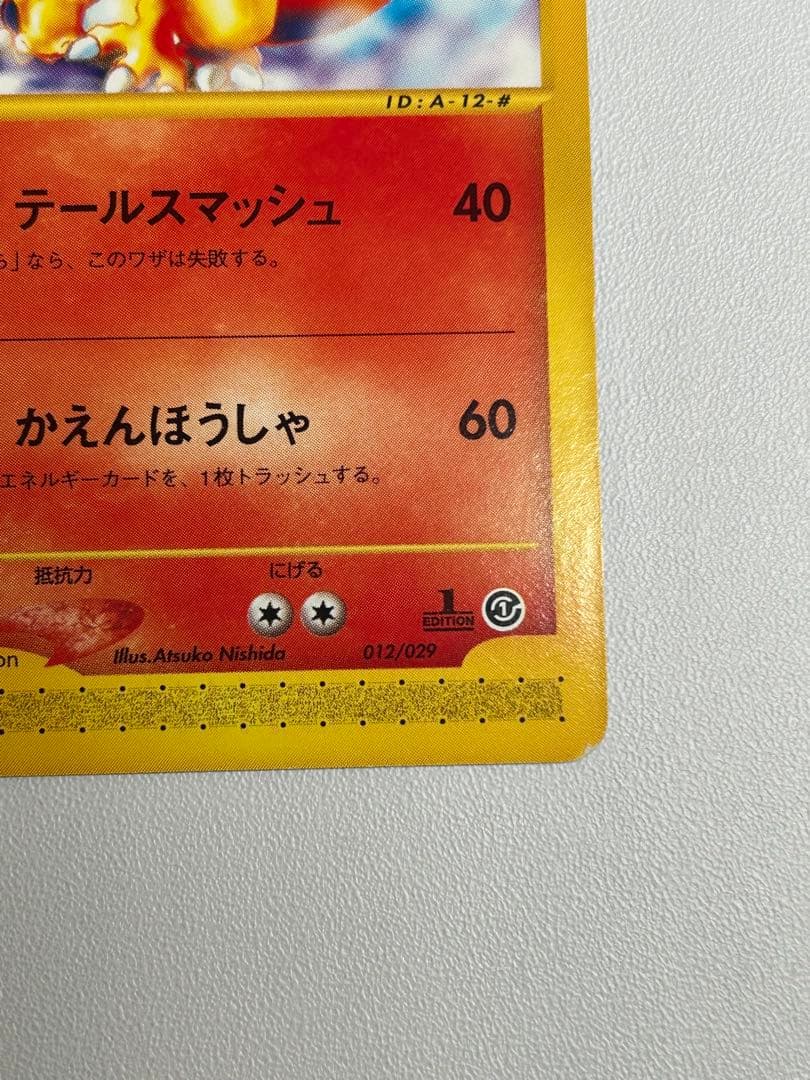 ID:A-12-#
テールスマッシュ 40
」なら、このワザは失敗する。
かえんほうしゃ 60
エネルギーカードを、1枚トラッシュする。
抵抗力 にげる
1 EDITION
on Illus.Atsuko Nishida 012/029